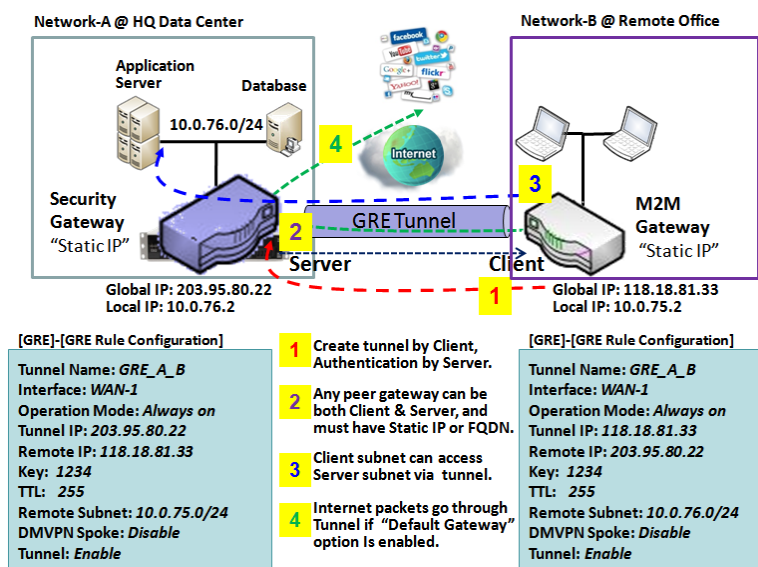 Network-A @ HQ Data Center
Network-B @ Remote Office
Application
Server
Database
10.0.76.0/24
facebook
YouTube
twitter
Google+
flickr
YAHOO!
my
Internet
4
3
Security
Gateway
"Static IP"
2
GRE Tunnel
M2M
Gateway
"Static IP"
Server
Client
1
Global IP: 203.95.80.22
Local IP: 10.0.76.2
Global IP: 118.18.81.33
Local IP: 10.0.75.2
[GRE]-[GRE Rule Configuration]
Tunnel Name: GRE_A_B
Interface: WAN-1
Operation Mode: Always on
Tunnel IP: 203.95.80.22
Remote IP: 118.18.81.33
Key: 1234
TTL: 255
Remote Subnet: 10.0.75.0/24
DMVPN Spoke: Disable
Tunnel: Enable
1 Create tunnel by Client,
Authentication by Server.
2 Any peer gateway can be
both Client & Server, and
must have Static IP or FQDN.
3 Client subnet can access
Server subnet via tunnel.
4 Internet packets go through
Tunnel if "Default Gateway"
option Is enabled.
[GRE]-[GRE Rule Configuration]
Tunnel Name: GRE_A_B
Interface: WAN-1
Operation Mode: Always on
Tunnel IP: 118.18.81.33
Remote IP: 203.95.80.22
Key: 1234
TTL: 255
Remote Subnet: 10.0.76.0/24
DMVPN Spoke: Disable
Tunnel: Enable